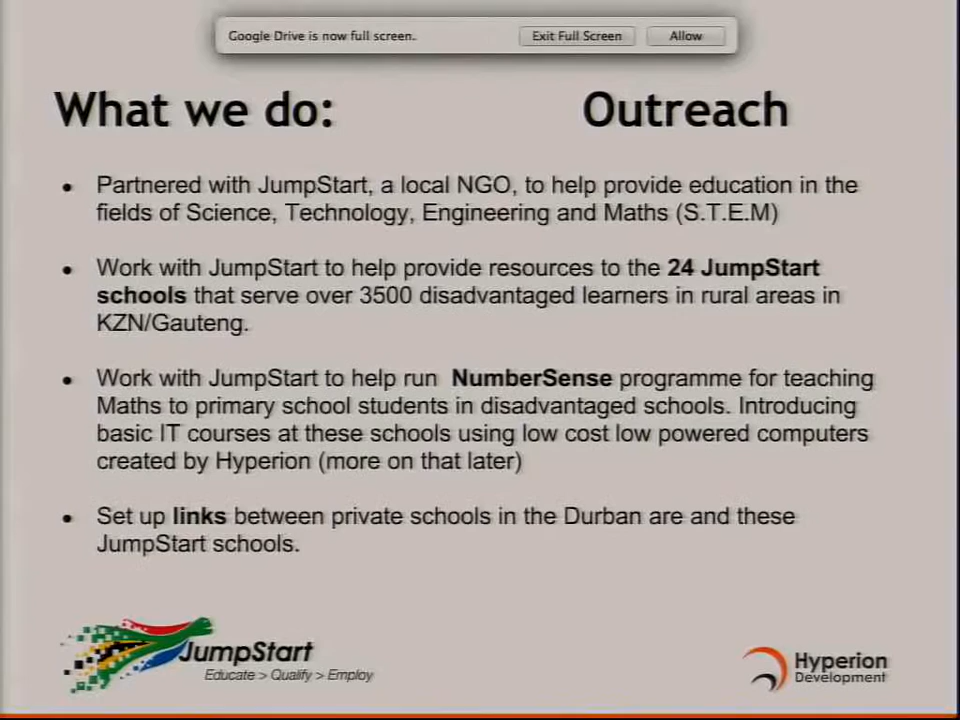 Google Drive is now full screen. Exit Full Screen Allow
What we do: Outreach
• Partnered with JumpStart, a local NGO, to help provide education in the
fields of Science, Technology, Engineering and Maths (S.T.E.M)
• Work with JumpStart to help provide resources to the 24 JumpStart
schools that serve over 3500 disadvantaged learners in rural areas in
KZN/Gauteng.
• Work with JumpStart to help run NumberSense programme for teaching
Maths to primary school students in disadvantaged schools. Introducing
basic IT courses at these schools using low cost low powered computers
created by Hyperion (more on that later)
• Set up links between private schools in the Durban are and these
JumpStart schools.
JumpStart
Educate > Qualify > Employ
Hyperion
Development